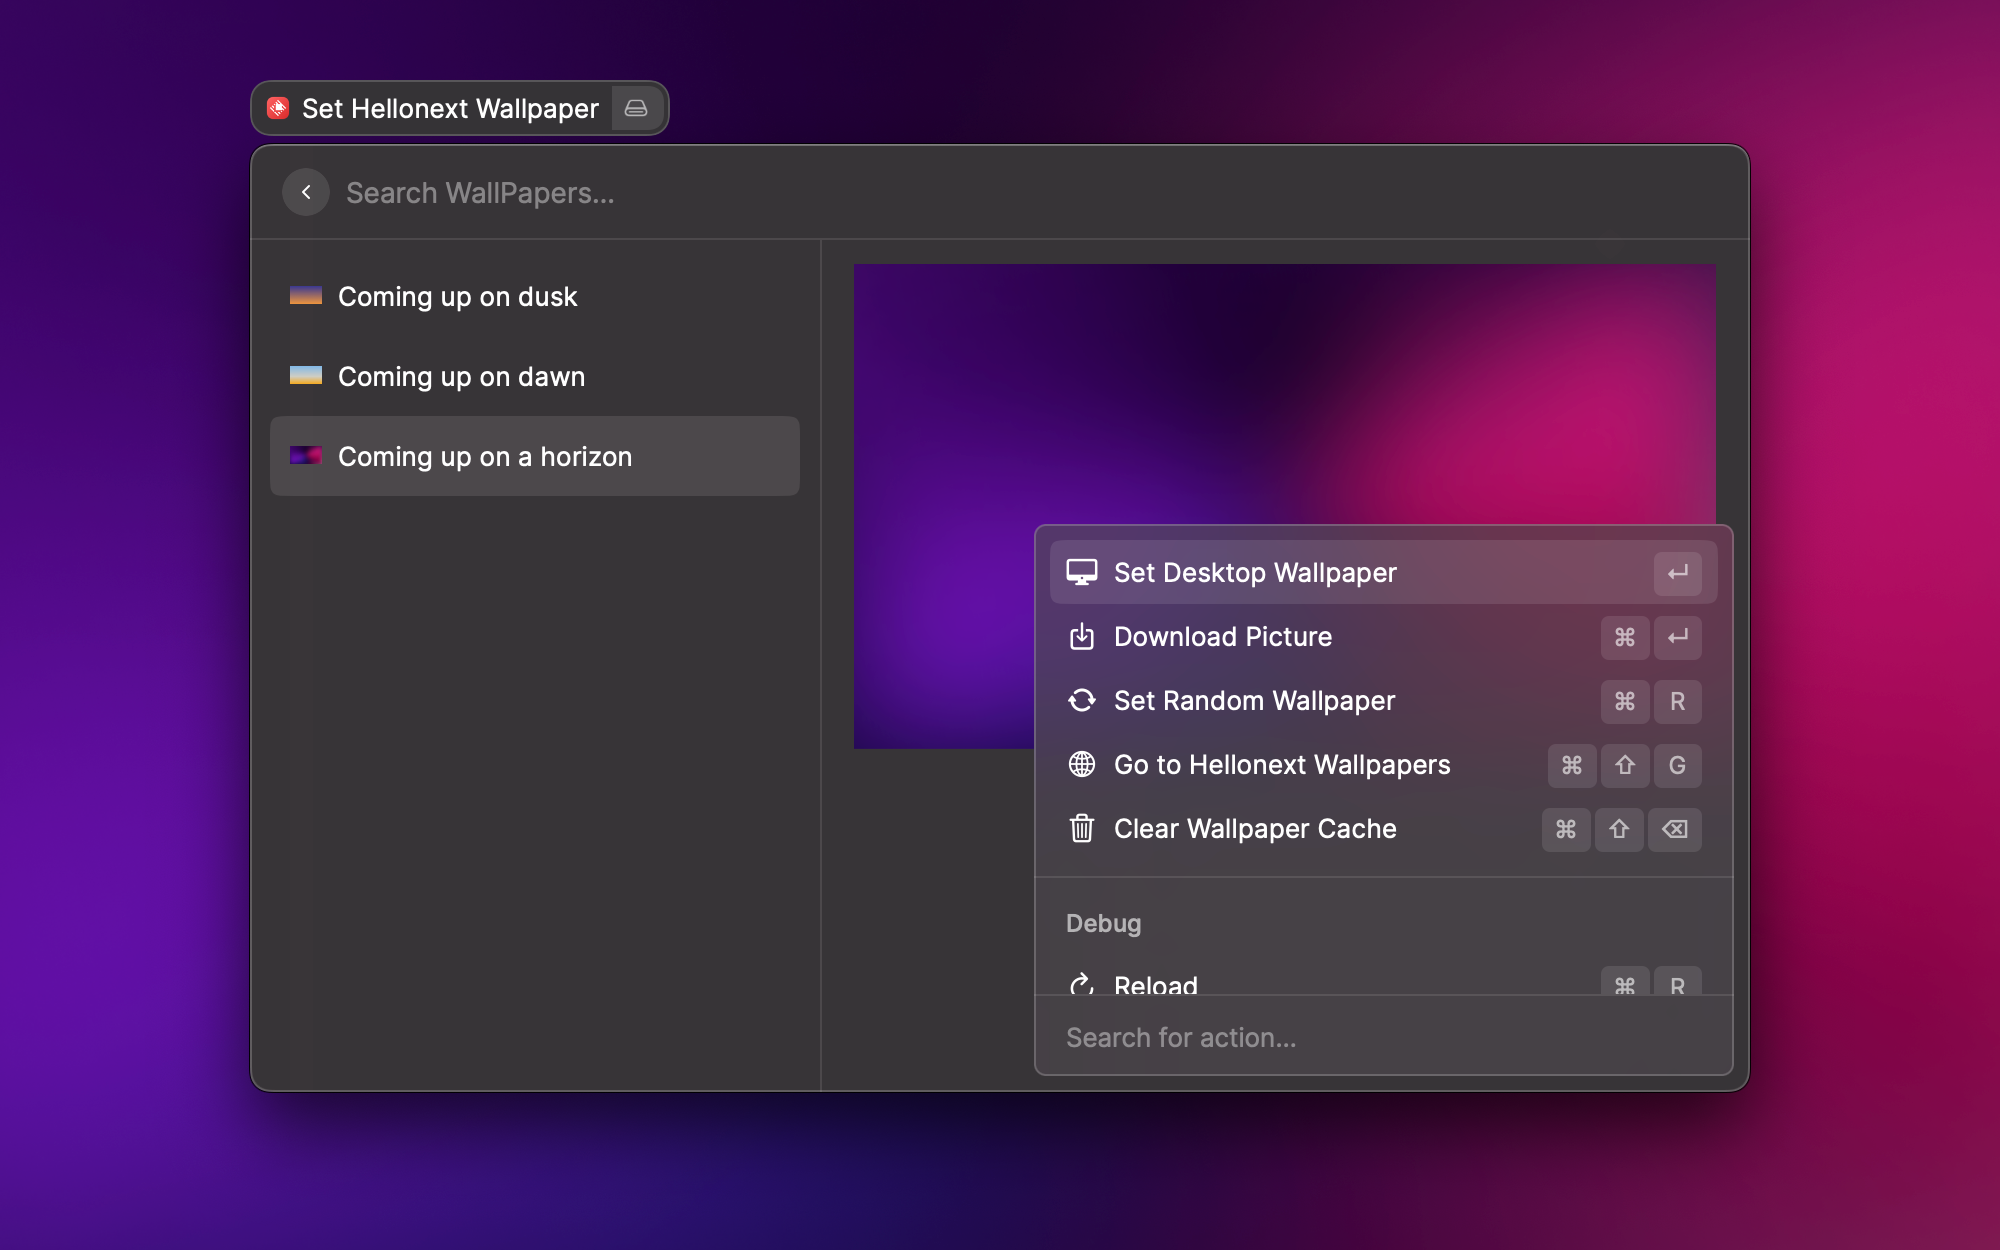 Set Hellonext Wallpaper
Search WallPapers...
Coming up on dusk
Coming up on dawn
Coming up on a horizon
Set Desktop Wallpaper ↵
Download Picture ⌘ ↵
Set Random Wallpaper ⌘ R
Go to Hellonext Wallpapers ⌘ ⇧ G
Clear Wallpaper Cache ⌘ ⇧ ⌫
Debug
Reload ⌘ R
Search for action...